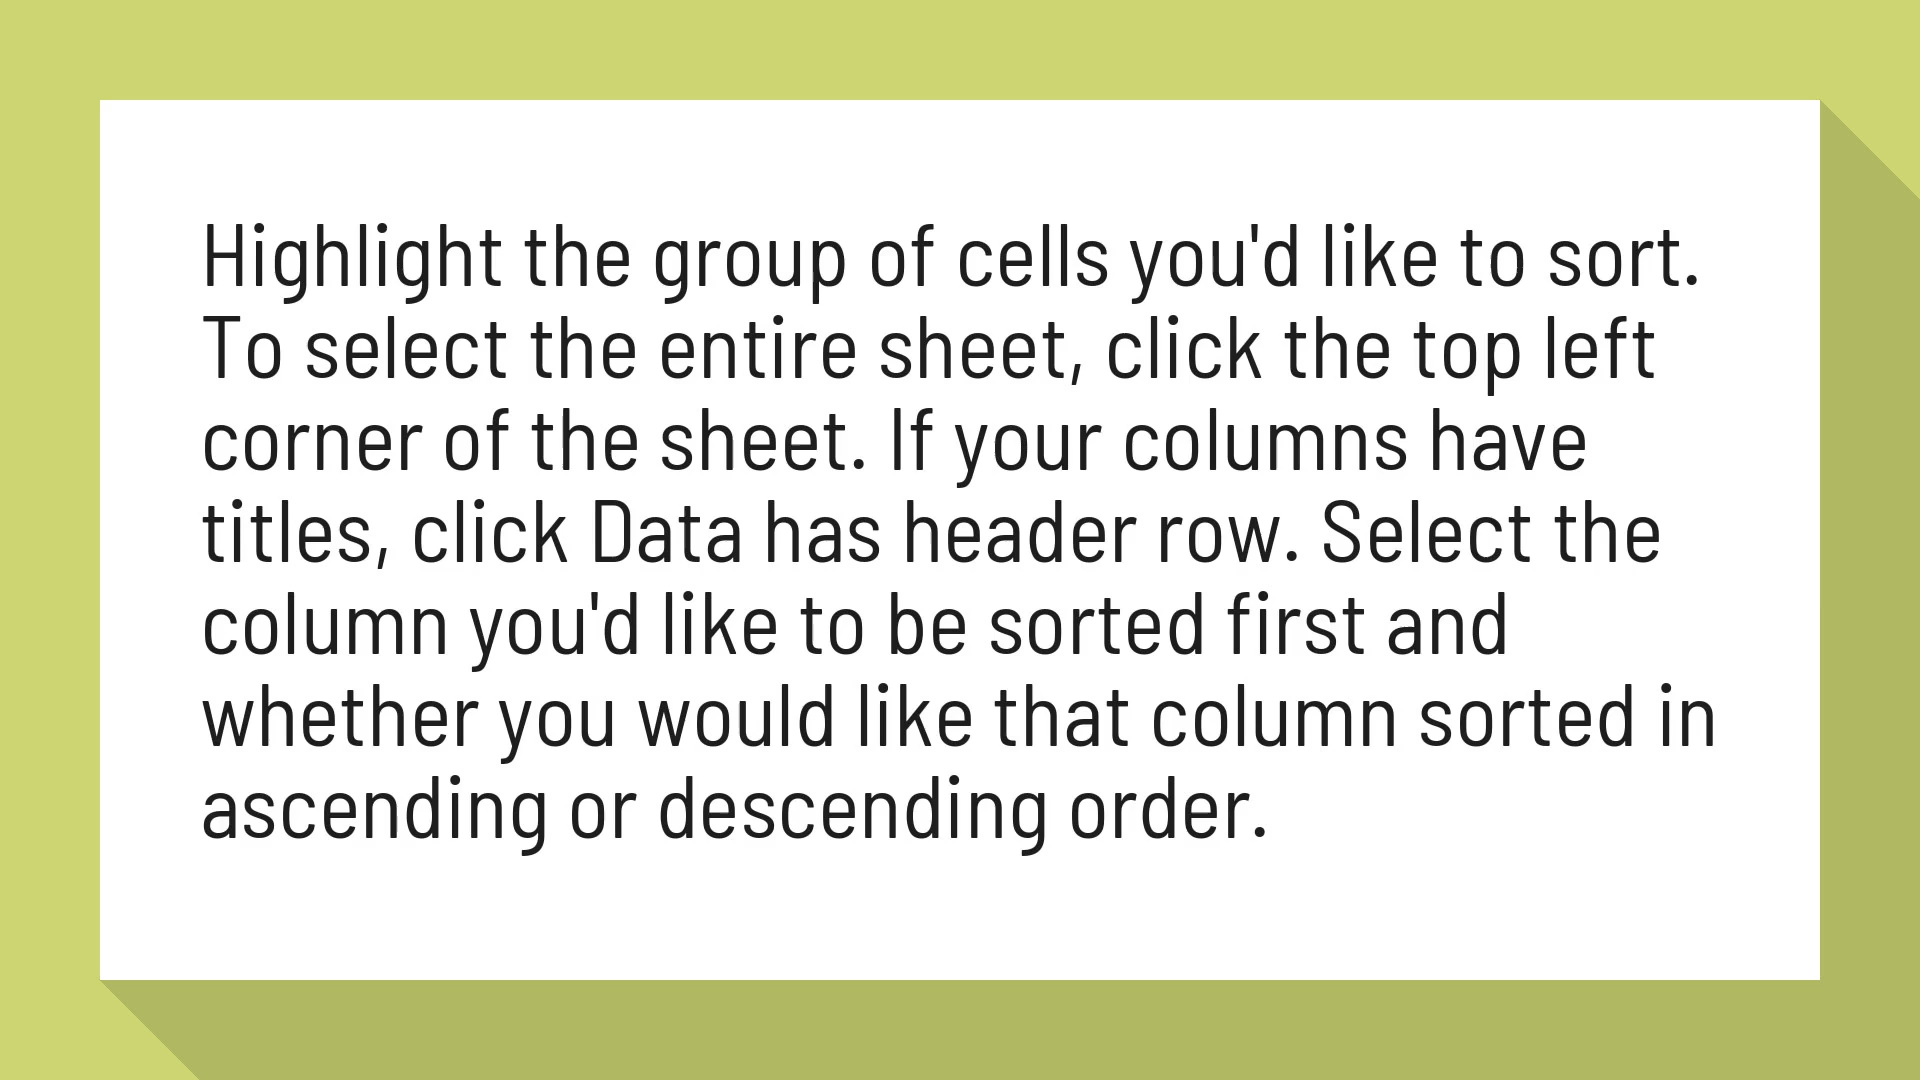 Highlight the group of cells you'd like to sort.
To select the entire sheet, click the top left
corner of the sheet. If your columns have
titles, click Data has header row. Select the
column you'd like to be sorted first and
whether you would like that column sorted in
ascending or descending order.